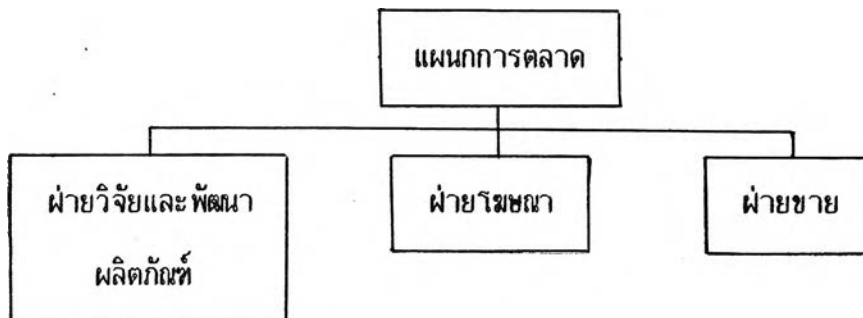 แผนกการตลาด
ฝ่ายวิจัยและพัฒนา
ผลิตภัณฑ์
ฝ่ายโฆษณา
ฝ่ายขาย